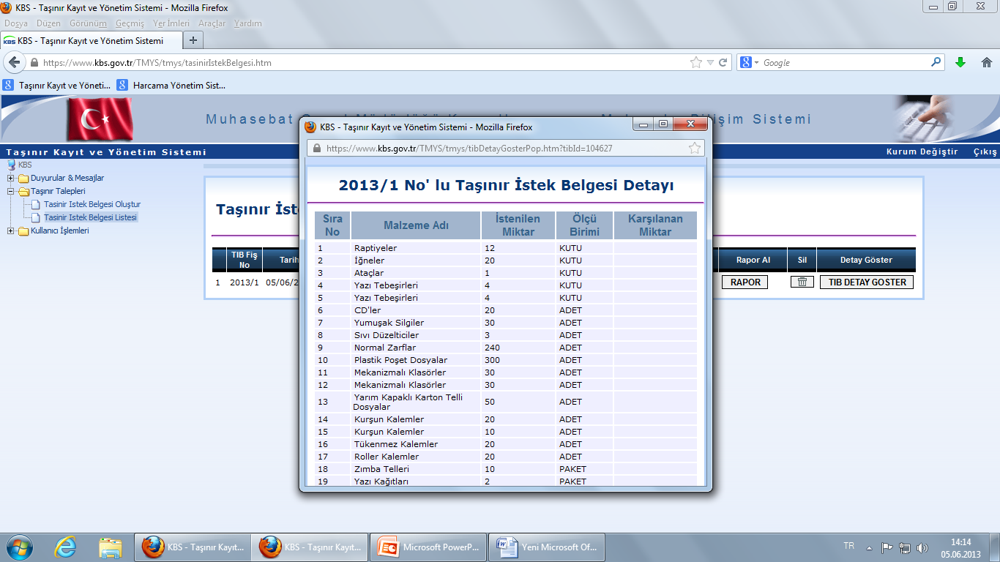 KBS - Taşınır Kayıt ve Yönetim Sistemi - Mozilla Firefox
Dosya Düzen Görünüm Geçmiş Yer İmleri Araçlar Yardım
KBS KBS - Taşınır Kayıt ve Yönetim Sistemi
https://www.kbs.gov.tr/TMYS/tmys/tasinirIstekBelgesi.htm
Google
Taşınır Kayıt ve Yöneti...
Harcama Yönetim Sist...
Muhasebat
Bilişim Sistemi
Taşınır Kayıt ve Yönetim Sistemi
Kurum Değiştir Çıkış
KBS
Duyurular & Mesajlar
Taşınır Talepleri
Tasinir Istek Belgesi Oluştur
Tasinir Istek Belgesi Listesi
Kullanıcı İşlemleri
Taşınır İst
TIB Fiş No Tarih Rapor Al Sil Detay Göster
1 2013/1 05/06/2 RAPOR TIB DETAY GOSTER
KBS - Taşınır Kayıt ve Yönetim Sistemi - Mozilla Firefox
https://www.kbs.gov.tr/TMYS/tmys/tibDetayGosterPop.htm?tibId=104627
2013/1 No' lu Taşınır İstek Belgesi Detayı
Sıra No Malzeme Adı İstenilen Miktar Ölçü Birimi Karşılanan Miktar
1 Raptiyeler 12 KUTU
2 İğneler 20 KUTU
3 Ataçlar 1 KUTU
4 Yazı Tebeşirleri 4 KUTU
5 Yazı Tebeşirleri 4 KUTU
6 CD'ler 20 ADET
7 Yumuşak Silgiler 30 ADET
8 Sıvı Düzelticiler 3 ADET
9 Normal Zarflar 240 ADET
10 Plastik Poşet Dosyalar 300 ADET
11 Mekanizmalı Klasörler 30 ADET
12 Mekanizmalı Klasörler 30 ADET
13 Yarım Kapaklı Karton Telli Dosyalar 50 ADET
14 Kurşun Kalemler 20 ADET
15 Kurşun Kalemler 10 ADET
16 Tükenmez Kalemler 20 ADET
17 Roller Kalemler 20 ADET
18 Zımba Telleri 10 PAKET
19 Yazı Kağıtları 2 PAKET
KBS - Taşınır Kayıt...
KBS - Taşınır Kayıt...
Microsoft PowerP...
Yeni Microsoft Of...
TR
14:14
05.06.2013